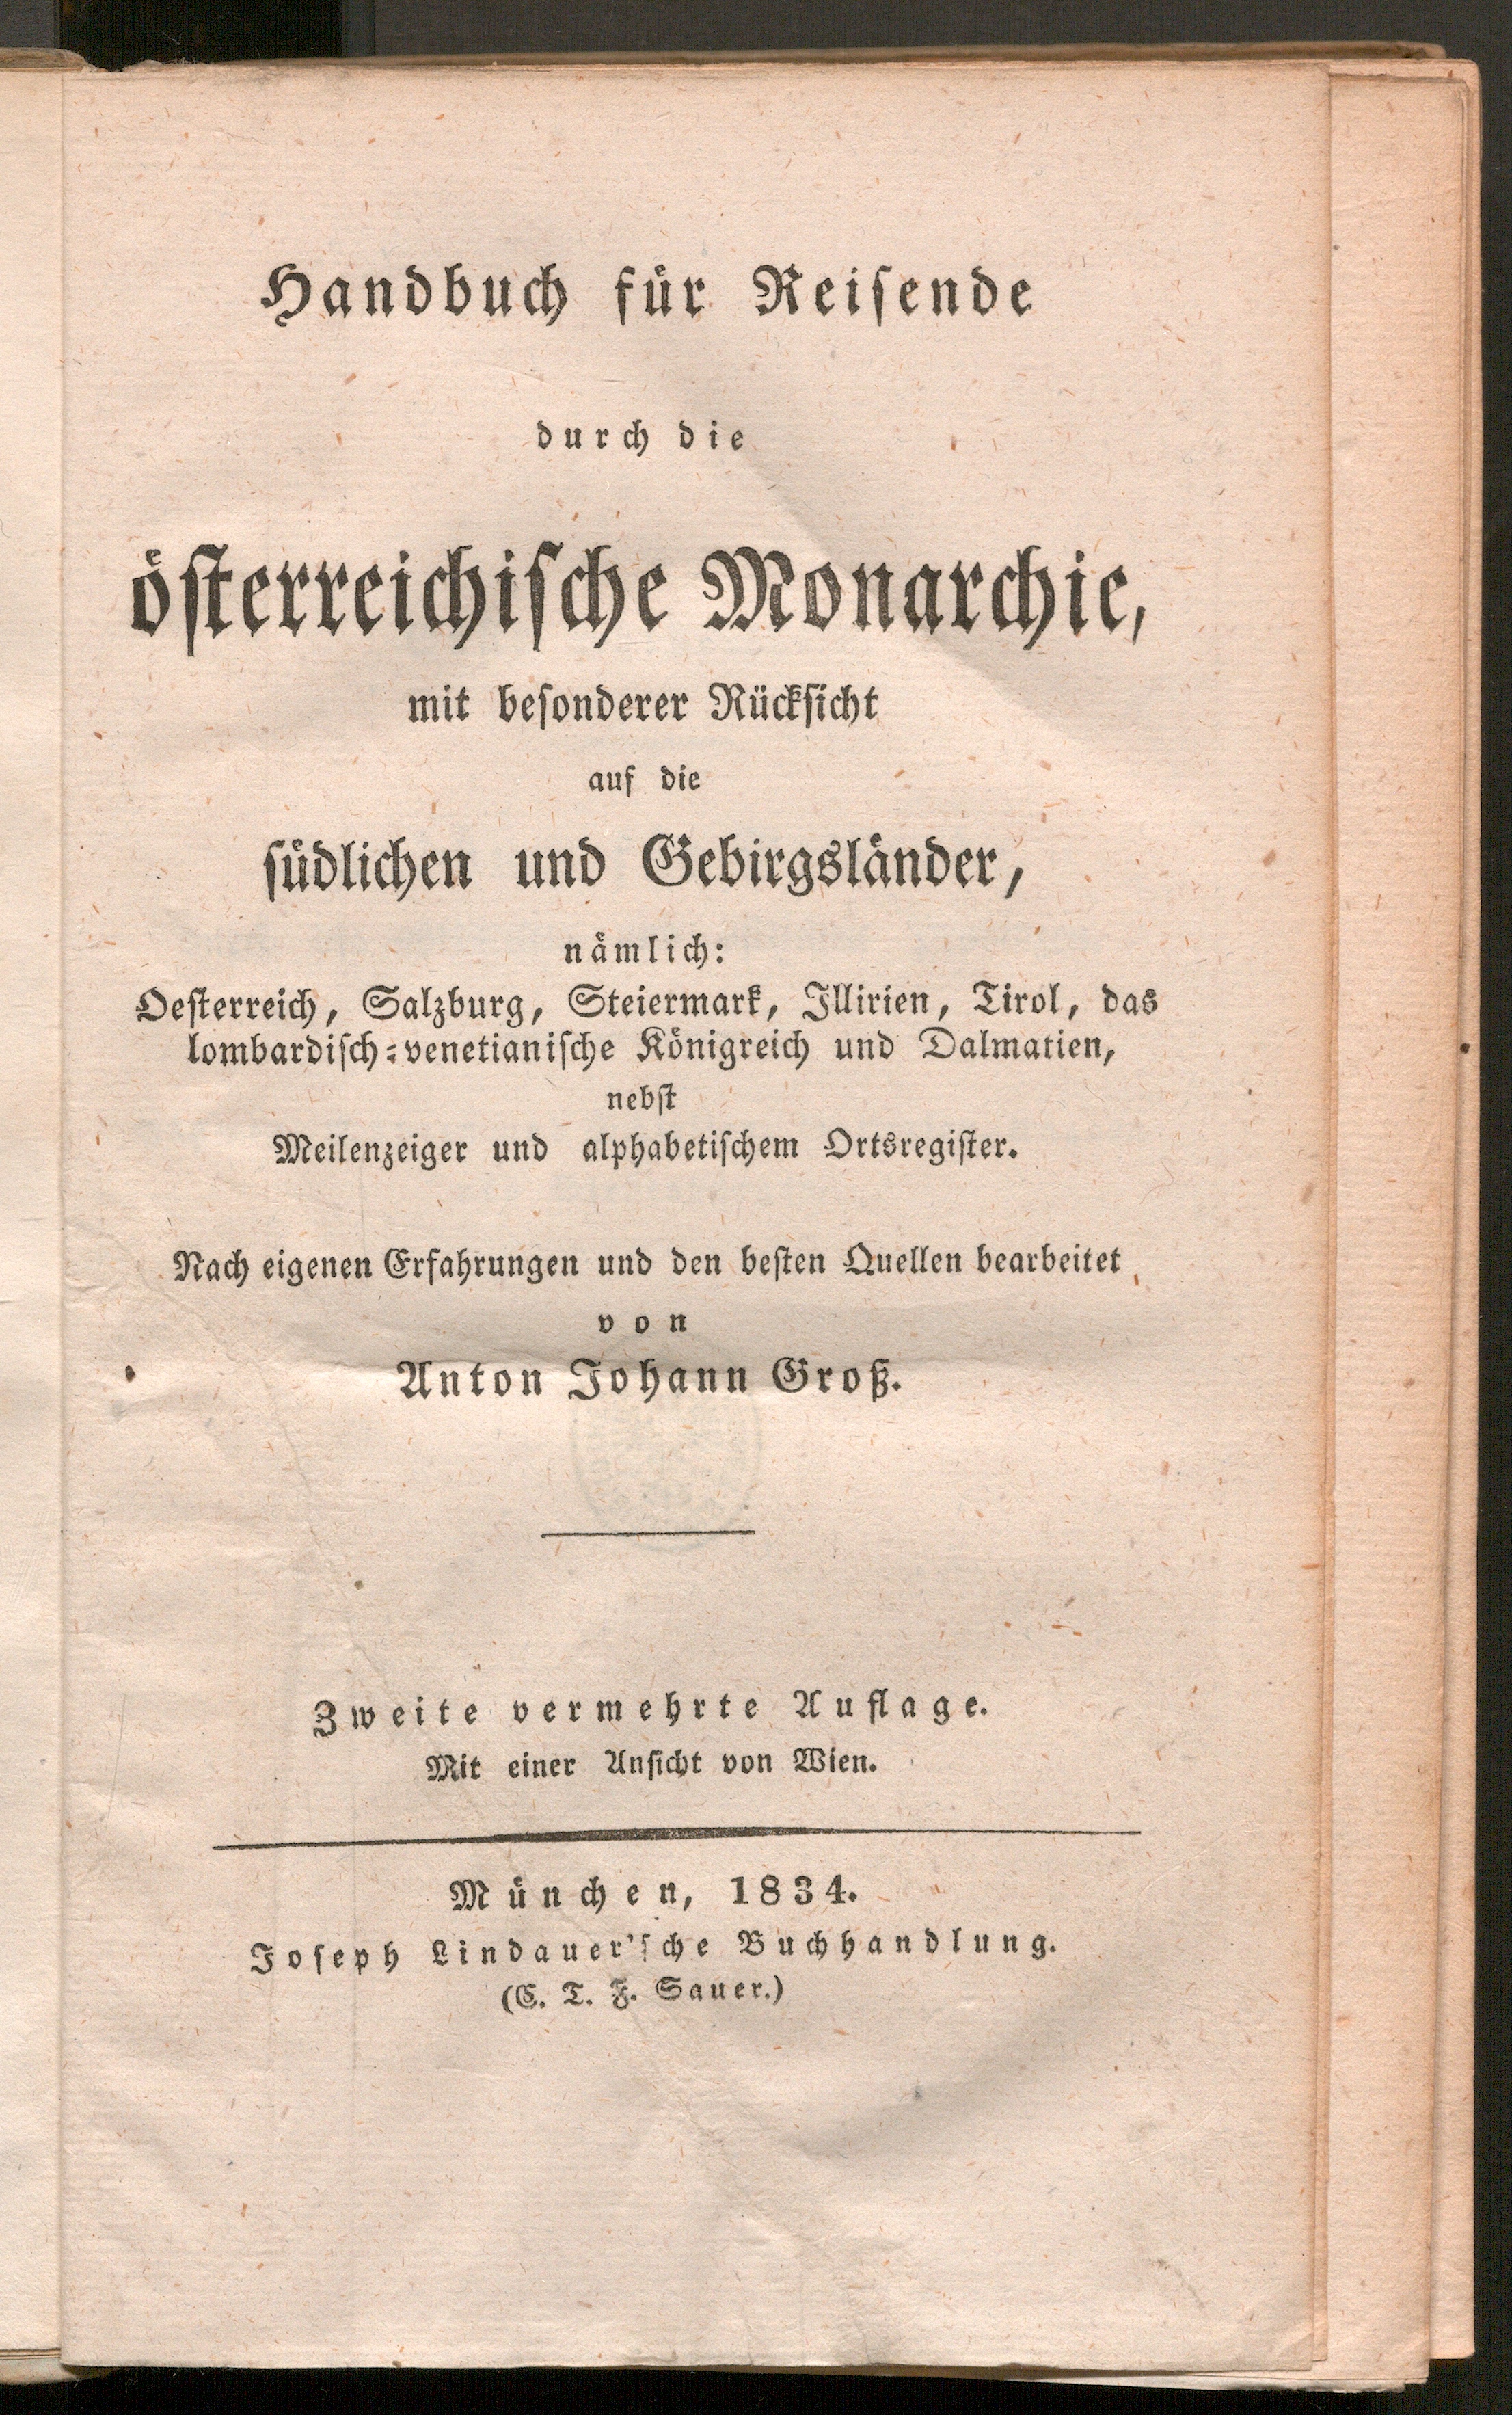 Handbuch für Reisende
durch die
österreichische Monarchie,
mit besonderer Rücksicht
auf die
südlichen und Gebirgsländer,
nämlich:
Oesterreich, Salzburg, Steiermark, Illirien, Tirol, das
lombardisch-venetianische Königreich und Dalmatien,
nebst
Meilenzeiger und alphabetischem Ortsregister.
Nach eigenen Erfahrungen und den besten Quellen bearbeitet
von
Anton Johann Groß.
Zweite vermehrte Auflage.
Mit einer Ansicht von Wien.
München, 1834.
Joseph Lindauer'sche Buchhandlung.
(C. T. F. Sauer.)